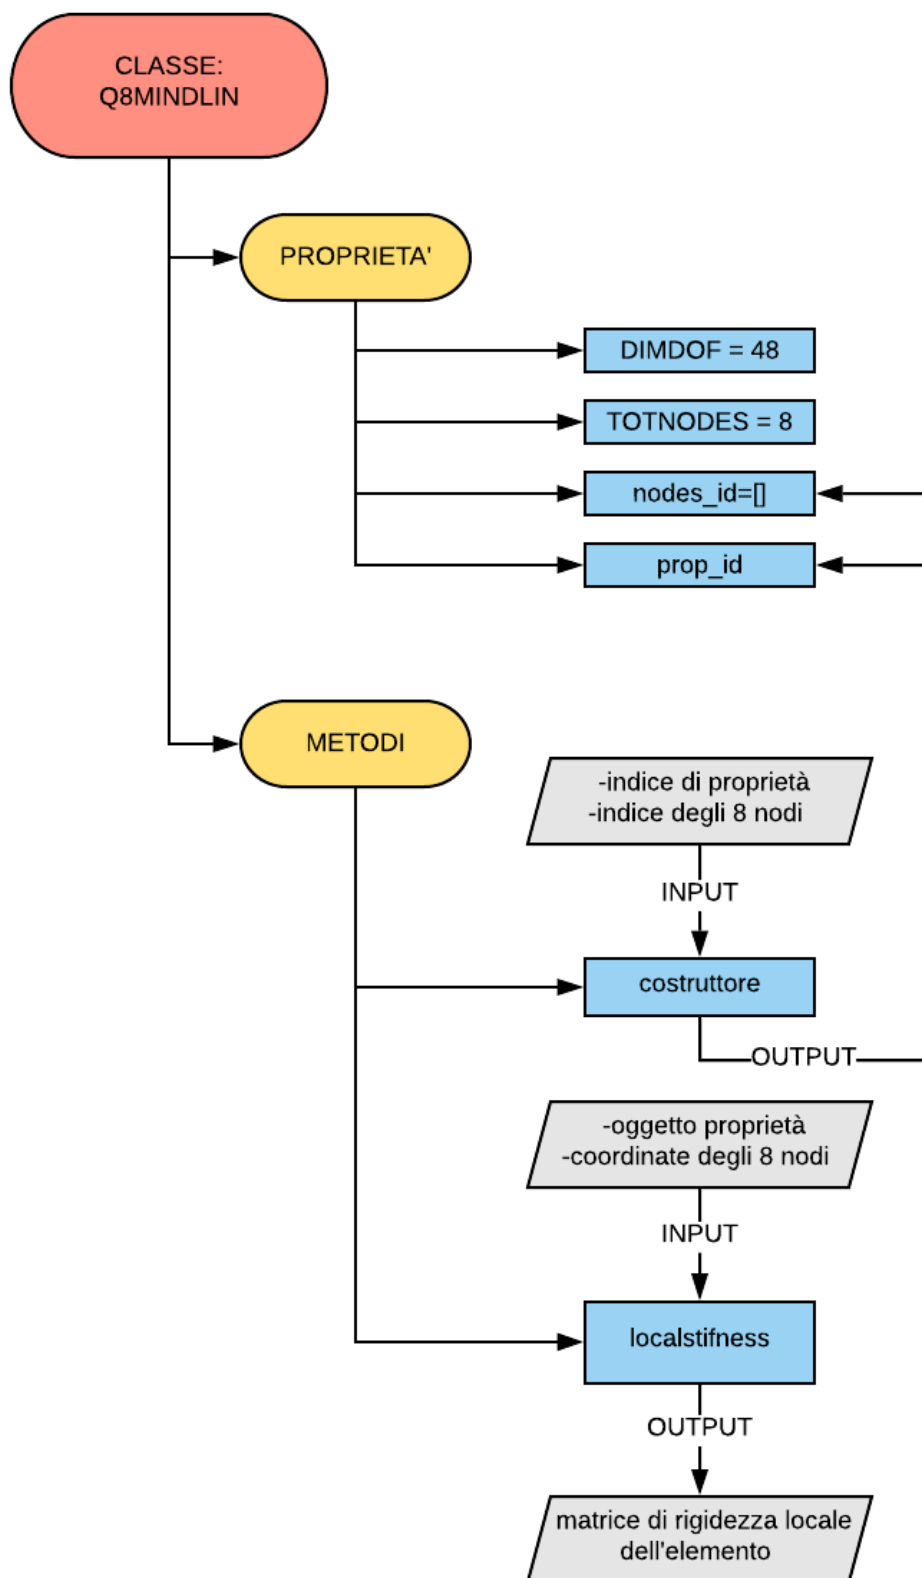 CLASSE:
Q8MINDLIN
PROPRIETA'
DIMDOF = 48
TOTNODES = 8
nodes_id=[]
prop_id
METODI
-indice di proprietà
-indice degli 8 nodi
INPUT
costruttore
OUTPUT
-oggetto proprietà
-coordinate degli 8 nodi
INPUT
localstifness
OUTPUT
matrice di rigidezza locale
dell'elemento